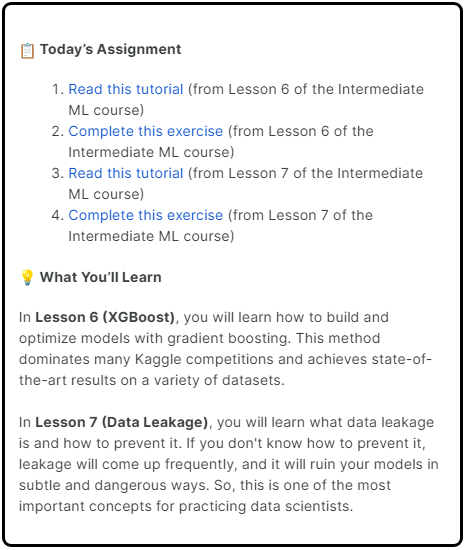 📋 Today's Assignment
1. Read this tutorial (from Lesson 6 of the Intermediate
ML course)
2. Complete this exercise (from Lesson 6 of the
Intermediate ML course)
3. Read this tutorial (from Lesson 7 of the Intermediate
ML course)
4. Complete this exercise (from Lesson 7 of the
Intermediate ML course)
💡 What You'll Learn
In Lesson 6 (XGBoost), you will learn how to build and
optimize models with gradient boosting. This method
dominates many Kaggle competitions and achieves state-of-
the-art results on a variety of datasets.
In Lesson 7 (Data Leakage), you will learn what data leakage
is and how to prevent it. If you don't know how to prevent it,
leakage will come up frequently, and it will ruin your models in
subtle and dangerous ways. So, this is one of the most
important concepts for practicing data scientists.